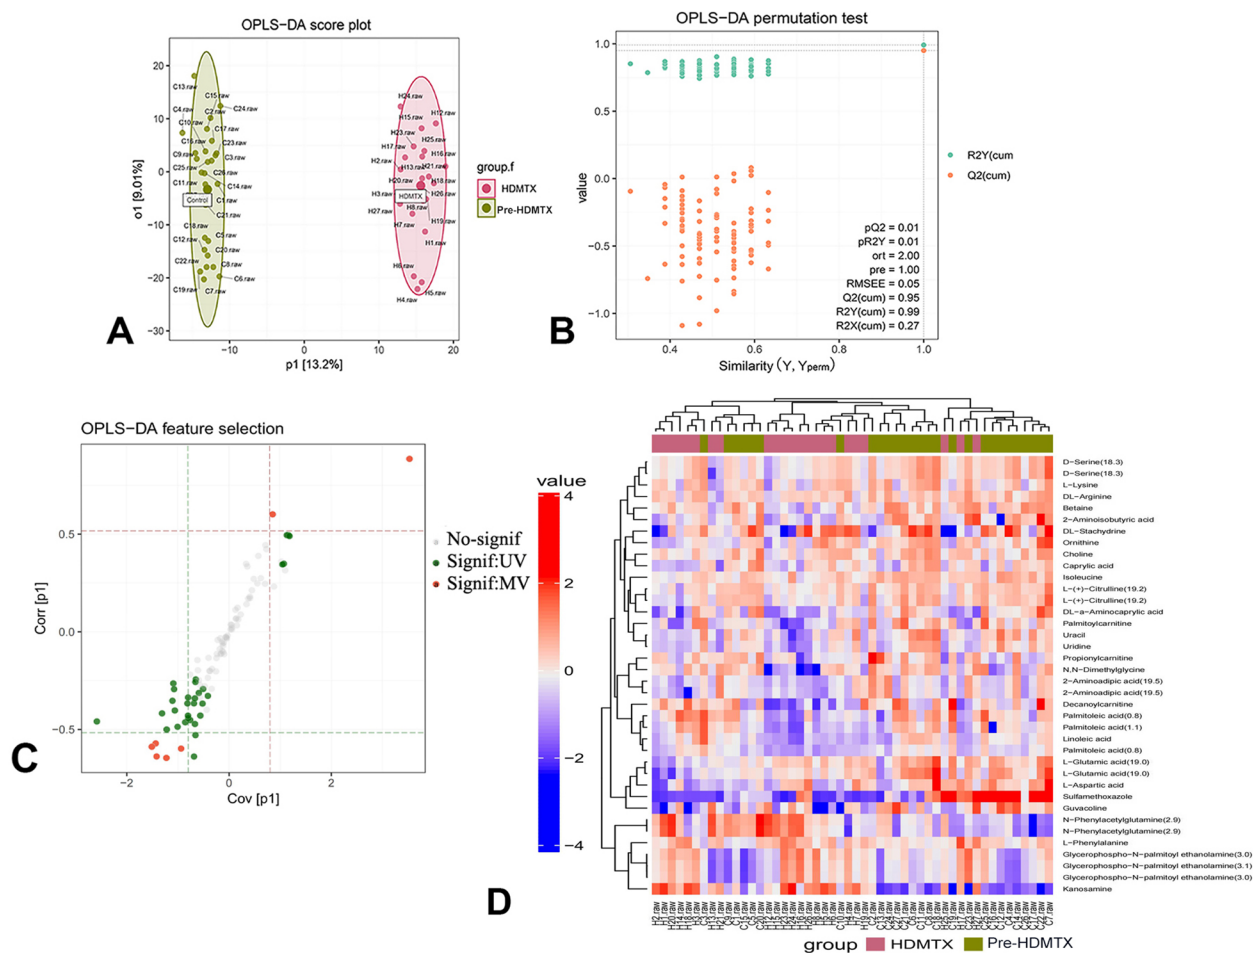 OPLS−DA score plot
o1 [9.01%]
20
10
0
−10
−20
−30
−10
0
10
20
p1 [13.2%]
C13.raw
C15.raw
C4.raw
C2.raw
C24.raw
C10.raw
C17.raw
C16.raw
C23.raw
C9.raw
C3.raw
C25.raw
C26.raw
C11.raw
C14.raw
Control
C1.raw
C21.raw
C18.raw
C5.raw
C12.raw
C20.raw
C22.raw
C8.raw
C6.raw
C19.raw
C7.raw
H24.raw
H15.raw
H12.raw
H23.raw
H17.raw
H25.raw
H2.raw
H16.raw
H13.raw
H21.raw
H20.raw
H18.raw
H3.raw
HDMTX
H26.raw
H27.raw
H8.raw
H7.raw
H19.raw
H1.raw
H6.raw
H4.raw
H5.raw
group.f
HDMTX
Pre-HDMTX
A
OPLS−DA permutation test
value
1.0
0.5
0.0
−0.5
−1.0
0.4
0.6
0.8
1.0
Similarity (Y, Yperm)
pQ2 = 0.01
pR2Y = 0.01
ort = 2.00
pre = 1.00
RMSEE = 0.05
Q2(cum) = 0.95
R2Y(cum) = 0.99
R2X(cum) = 0.27
R2Y(cum
Q2(cum)
B
OPLS−DA feature selection
Corr [p1]
0.5
0.0
−0.5
−2
0
2
Cov [p1]
No-signif
Signif:UV
Signif:MV
C
value
4
2
0
−2
−4
D−Serine(18.3)
D−Serine(18.3)
L−Lysine
DL−Arginine
Betaine
2−Aminoisobutyric acid
DL−Stachydrine
Ornithine
Choline
Caprylic acid
Isoleucine
L−(+)−Citrulline(19.2)
L−(+)−Citrulline(19.2)
DL−a−Aminocaprylic acid
Palmitoylcarnitine
Uracil
Uridine
Propionylcarnitine
N,N−Dimethylglycine
2−Aminoadipic acid(19.5)
2−Aminoadipic acid(19.5)
Decanoylcarnitine
Palmitoleic acid(0.8)
Palmitoleic acid(1.1)
Linoleic acid
Palmitoleic acid(0.8)
L−Glutamic acid(19.0)
L−Glutamic acid(19.0)
L−Aspartic acid
Sulfamethoxazole
Guvacoline
N−Phenylacetylglutamine(2.9)
N−Phenylacetylglutamine(2.9)
L−Phenylalanine
Glycerophospho−N−palmitoyl ethanolamine(3.0)
Glycerophospho−N−palmitoyl ethanolamine(3.1)
Glycerophospho−N−palmitoyl ethanolamine(3.0)
Kanosamine
D
group
HDMTX
Pre-HDMTX